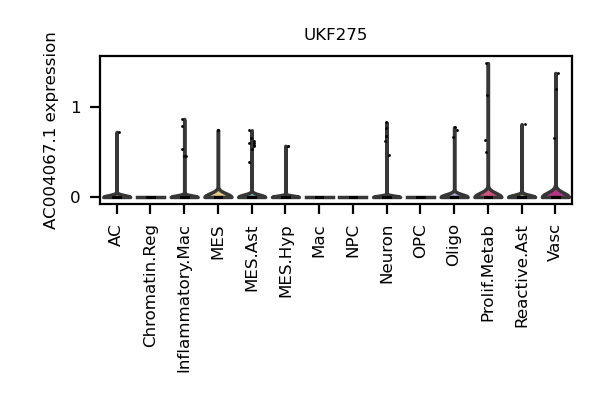 UKF275
AC004067.1 expression
1
0
AC
Chromatin.Reg
Inflammatory.Mac
MES
MES.Ast
MES.Hyp
Mac
NPC
Neuron
OPC
Oligo
Prolif.Metab
Reactive.Ast
Vasc